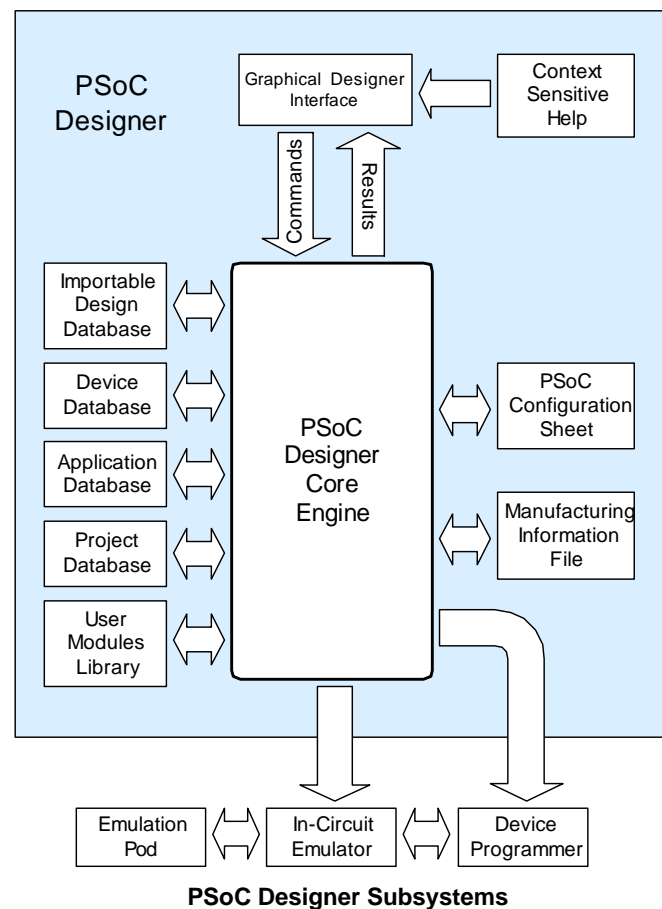 PSoC
Designer
Graphical Designer
Interface
Context
Sensitive
Help
Commands
Results
Importable
Design
Database
Device
Database
Application
Database
Project
Database
User
Modules
Library
PSoC
Designer
Core
Engine
PSoC
Configuration
Sheet
Manufacturing
Information
File
Emulation
Pod
In-Circuit
Emulator
Device
Programmer
PSoC Designer Subsystems